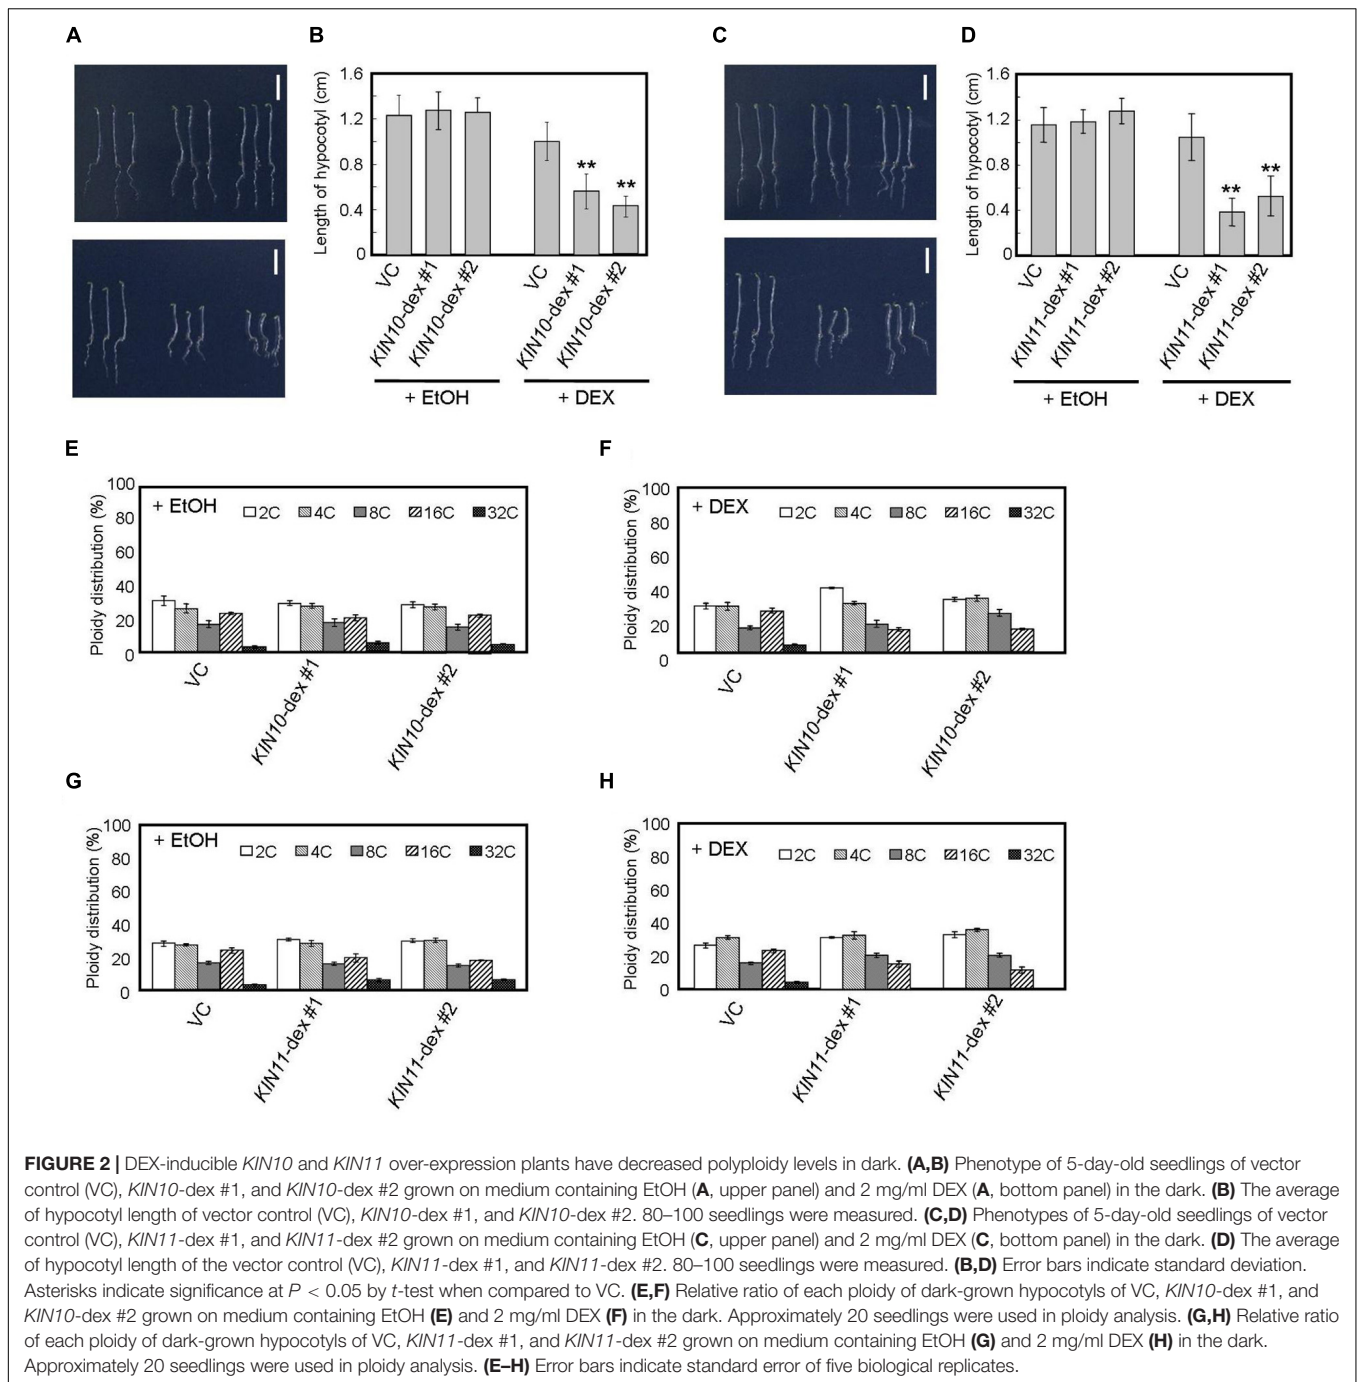 A
B
C
D
Length of hypocotyl (cm)
1.6
1.2
0.8
0.4
0
**
**
VC
KIN10-dex #1
KIN10-dex #2
VC
KIN10-dex #1
KIN10-dex #2
+ EtOH
+ DEX
Length of hypocotyl (cm)
1.6
1.2
0.8
0.4
0
**
**
VC
KIN11-dex #1
KIN11-dex #2
VC
KIN11-dex #1
KIN11-dex #2
+ EtOH
+ DEX
E
Ploidy distribution (%)
100
80
60
40
20
0
+ EtOH
2C 4C 8C 16C 32C
VC
KIN10-dex #1
KIN10-dex #2
F
100
80
60
40
20
0
+ DEX
2C 4C 8C 16C 32C
VC
KIN10-dex #1
KIN10-dex #2
G
Ploidy distribution (%)
100
80
60
40
20
0
+ EtOH
2C 4C 8C 16C 32C
VC
KIN11-dex #1
KIN11-dex #2
H
100
80
60
40
20
0
+ DEX
2C 4C 8C 16C 32C
VC
KIN11-dex #1
KIN11-dex #2
FIGURE 2 | DEX-inducible KIN10 and KIN11 over-expression plants have decreased polyploidy levels in dark. (A,B) Phenotype of 5-day-old seedlings of vector
control (VC), KIN10-dex #1, and KIN10-dex #2 grown on medium containing EtOH (A, upper panel) and 2 mg/ml DEX (A, bottom panel) in the dark. (B) The average
of hypocotyl length of vector control (VC), KIN10-dex #1, and KIN10-dex #2. 80–100 seedlings were measured. (C,D) Phenotypes of 5-day-old seedlings of vector
control (VC), KIN11-dex #1, and KIN11-dex #2 grown on medium containing EtOH (C, upper panel) and 2 mg/ml DEX (C, bottom panel) in the dark. (D) The average
of hypocotyl length of the vector control (VC), KIN11-dex #1, and KIN11-dex #2. 80–100 seedlings were measured. (B,D) Error bars indicate standard deviation.
Asterisks indicate significance at P < 0.05 by t-test when compared to VC. (E,F) Relative ratio of each ploidy of dark-grown hypocotyls of VC, KIN10-dex #1, and
KIN10-dex #2 grown on medium containing EtOH (E) and 2 mg/ml DEX (F) in the dark. Approximately 20 seedlings were used in ploidy analysis. (G,H) Relative ratio
of each ploidy of dark-grown hypocotyls of VC, KIN11-dex #1, and KIN11-dex #2 grown on medium containing EtOH (G) and 2 mg/ml DEX (H) in the dark.
Approximately 20 seedlings were used in ploidy analysis. (E–H) Error bars indicate standard error of five biological replicates.